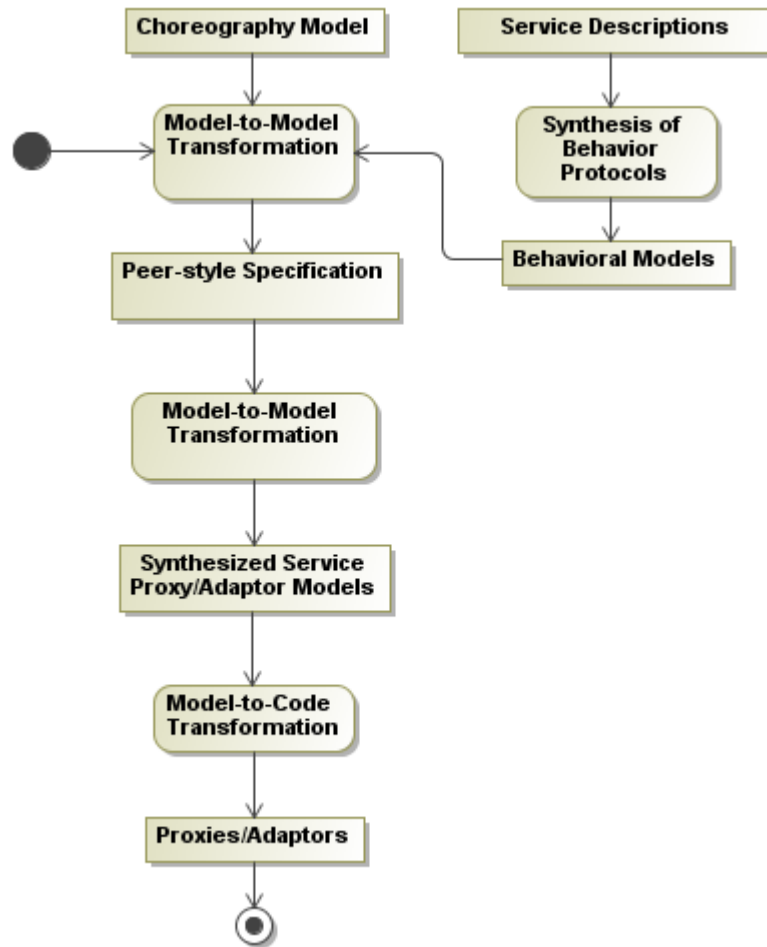 Choreography Model
Service Descriptions
Model-to-Model
Transformation
Synthesis of
Behavior
Protocols
Peer-style Specification
Behavioral Models
Model-to-Model
Transformation
Synthesized Service
Proxy/Adaptor Models
Model-to-Code
Transformation
Proxies/Adaptors